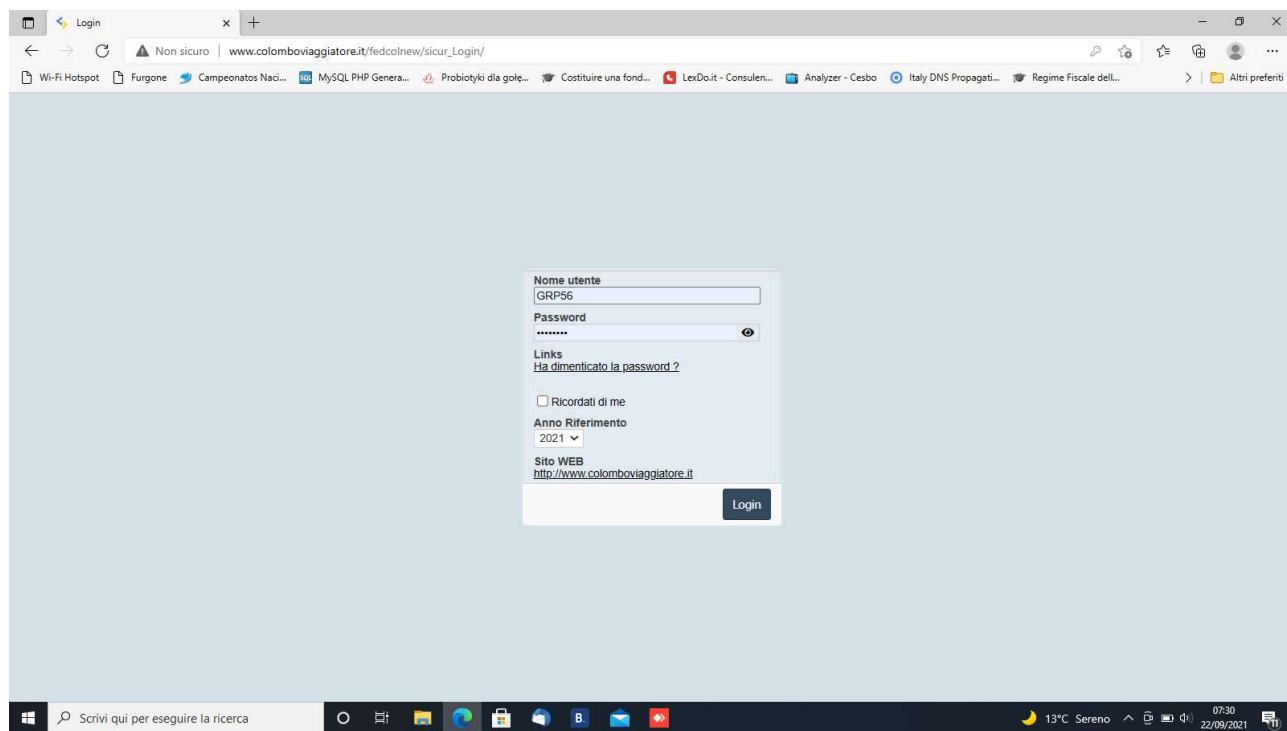 Login
Non sicuro www.colomboviaggiatore.it/fedcolnew/sicur_Login/
Wi-Fi Hotspot Furgone Campeonatos Naci... MySQL PHP Genera... Probiotyki dla gołę... Costituire una fond... LexDo.it - Consulen... Analyzer - Cesbo Italy DNS Propagati... Regime Fiscale dell... Altri preferiti
Nome utente
GRP56
Password
••••••••
Links
Ha dimenticato la password ?
Ricordati di me
Anno Riferimento
2021
Sito WEB
http://www.colomboviaggiatore.it
Login
Scrivi qui per eseguire la ricerca B. 13°C Sereno 07:30
22/09/2021